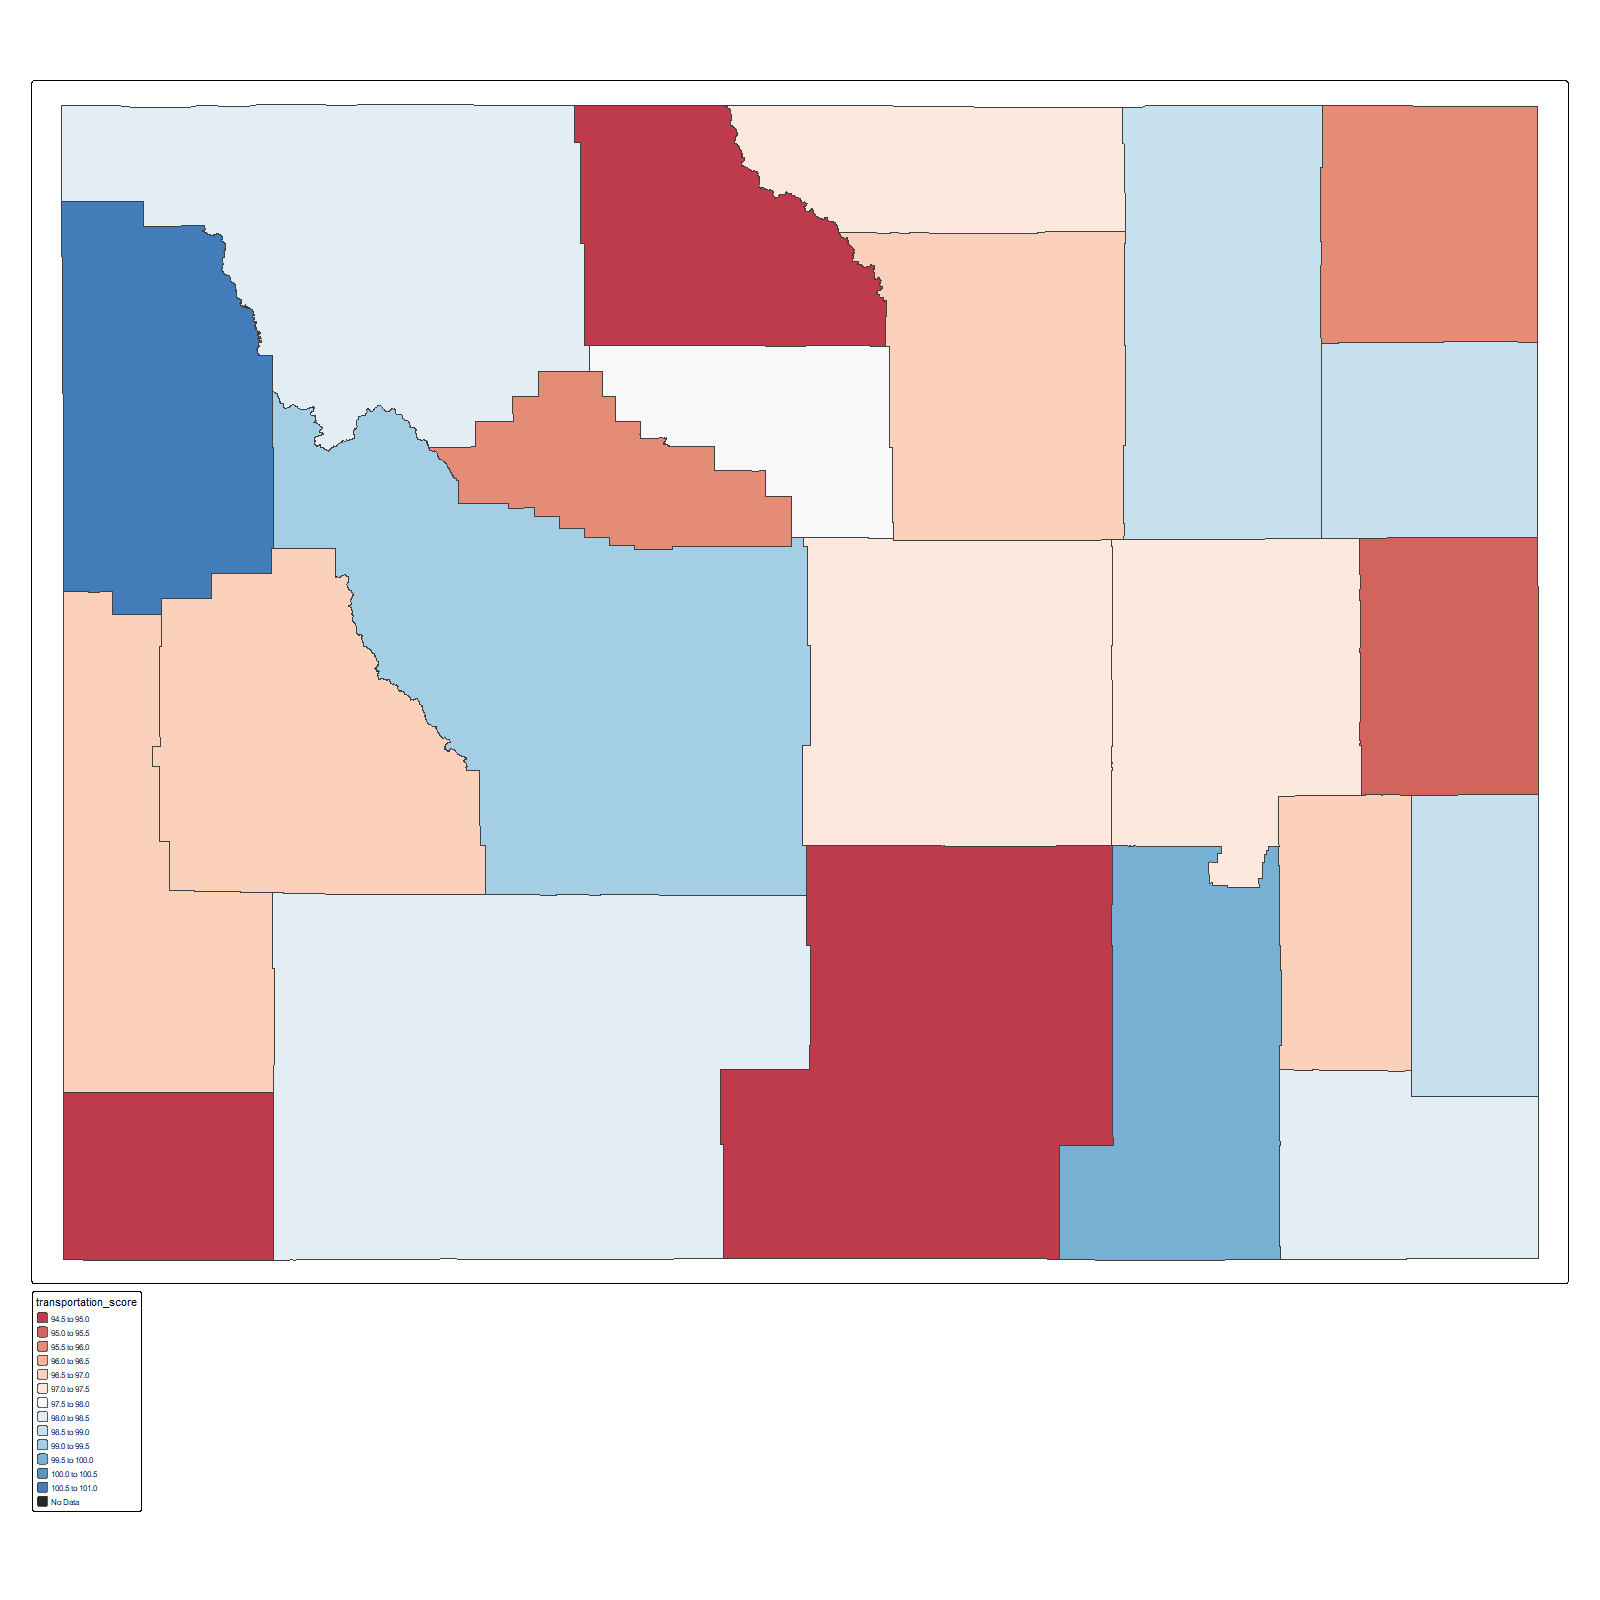 transportation_score
94.5 to 95.0
95.0 to 95.5
95.5 to 96.0
96.0 to 96.5
96.5 to 97.0
97.0 to 97.5
97.5 to 98.0
98.0 to 98.5
98.5 to 99.0
99.0 to 99.5
99.5 to 100.0
100.0 to 100.5
100.5 to 101.0
No Data